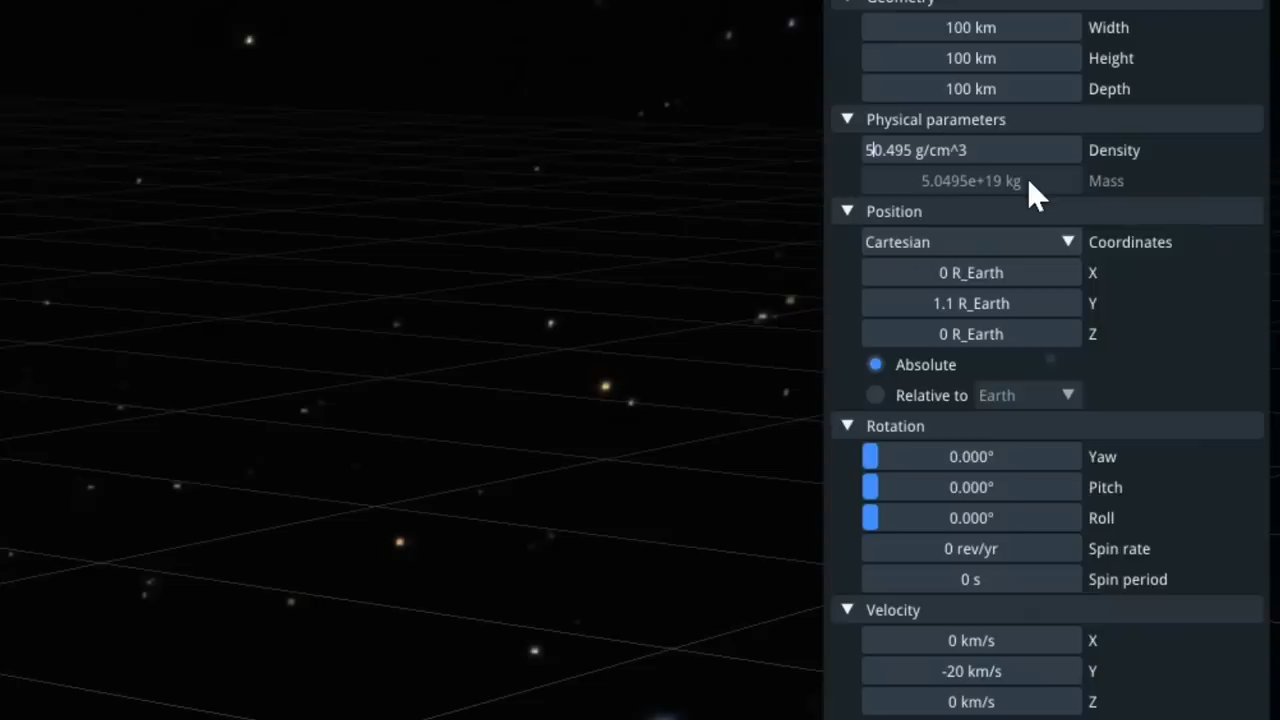 Geometry
100 km Width
100 km Height
100 km Depth
Physical parameters
50.495 g/cm^3 Density
5.0495e+19 kg Mass
Position
Cartesian Coordinates
0 R_Earth X
1.1 R_Earth Y
0 R_Earth Z
Absolute
Relative to Earth
Rotation
0.000° Yaw
0.000° Pitch
0.000° Roll
0 rev/yr Spin rate
0 s Spin period
Velocity
0 km/s X
-20 km/s Y
0 km/s Z